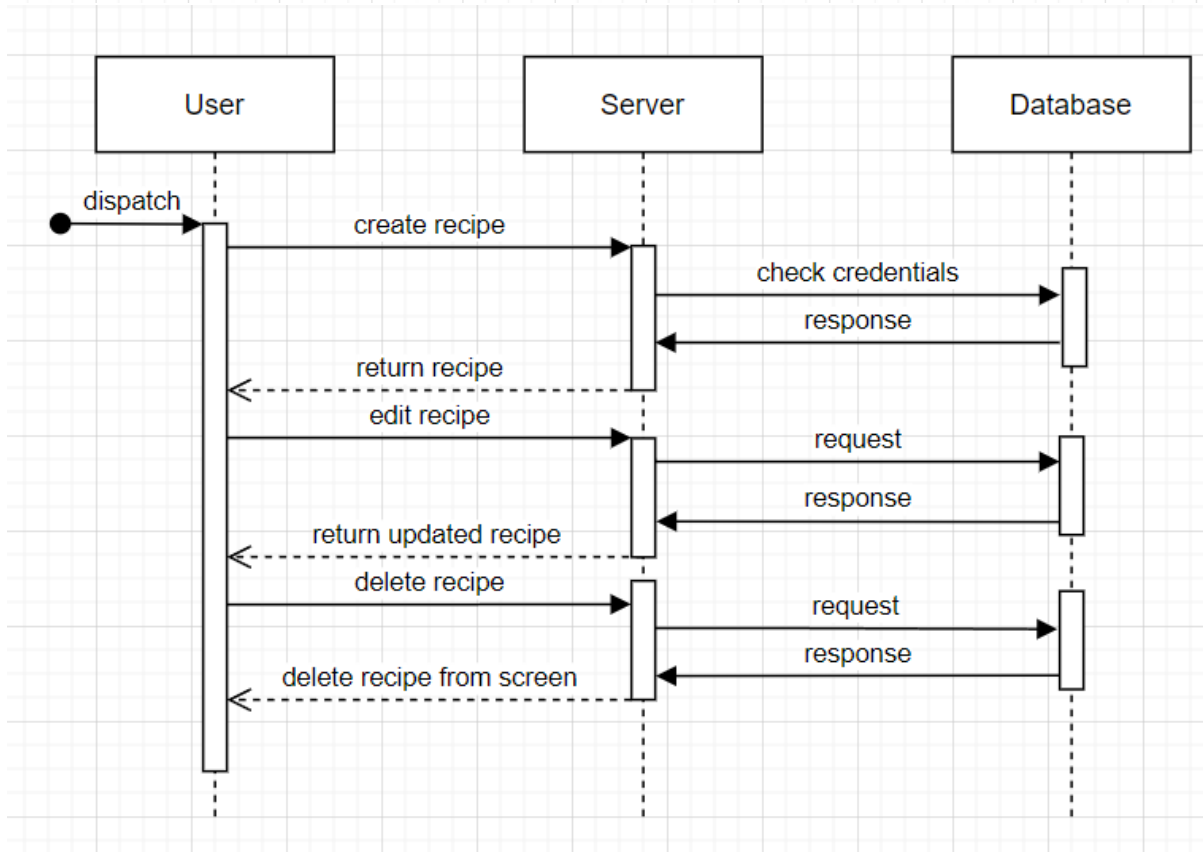 User
Server
Database
dispatch
create recipe
check credentials
response
return recipe
edit recipe
request
response
return updated recipe
delete recipe
request
response
delete recipe from screen